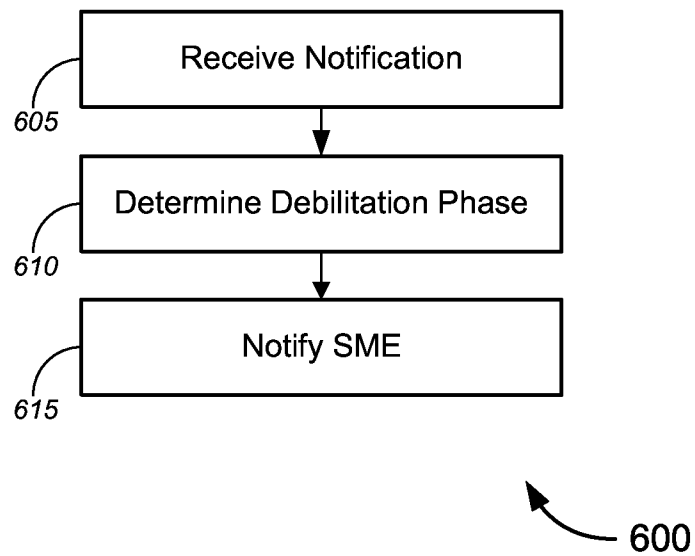 Receive Notification
605
Determine Debilitation Phase
610
Notify SME
615
600